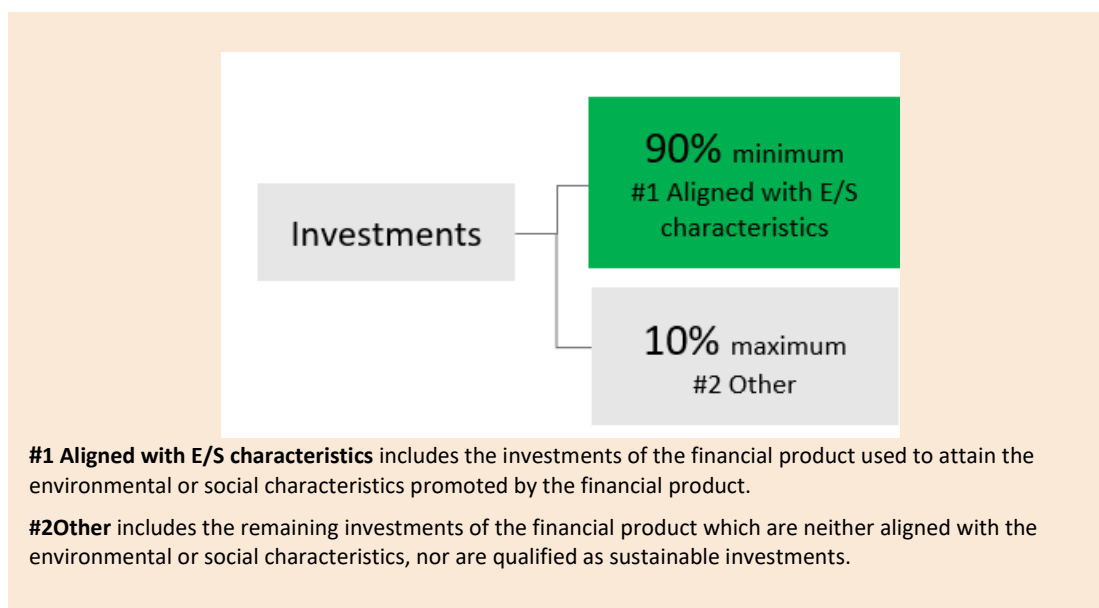 90% minimum
#1 Aligned with E/S
characteristics
Investments
10% maximum
#2 Other
#1 Aligned with E/S characteristics includes the investments of the financial product used to attain the
environmental or social characteristics promoted by the financial product.
#2Other includes the remaining investments of the financial product which are neither aligned with the
environmental or social characteristics, nor are qualified as sustainable investments.